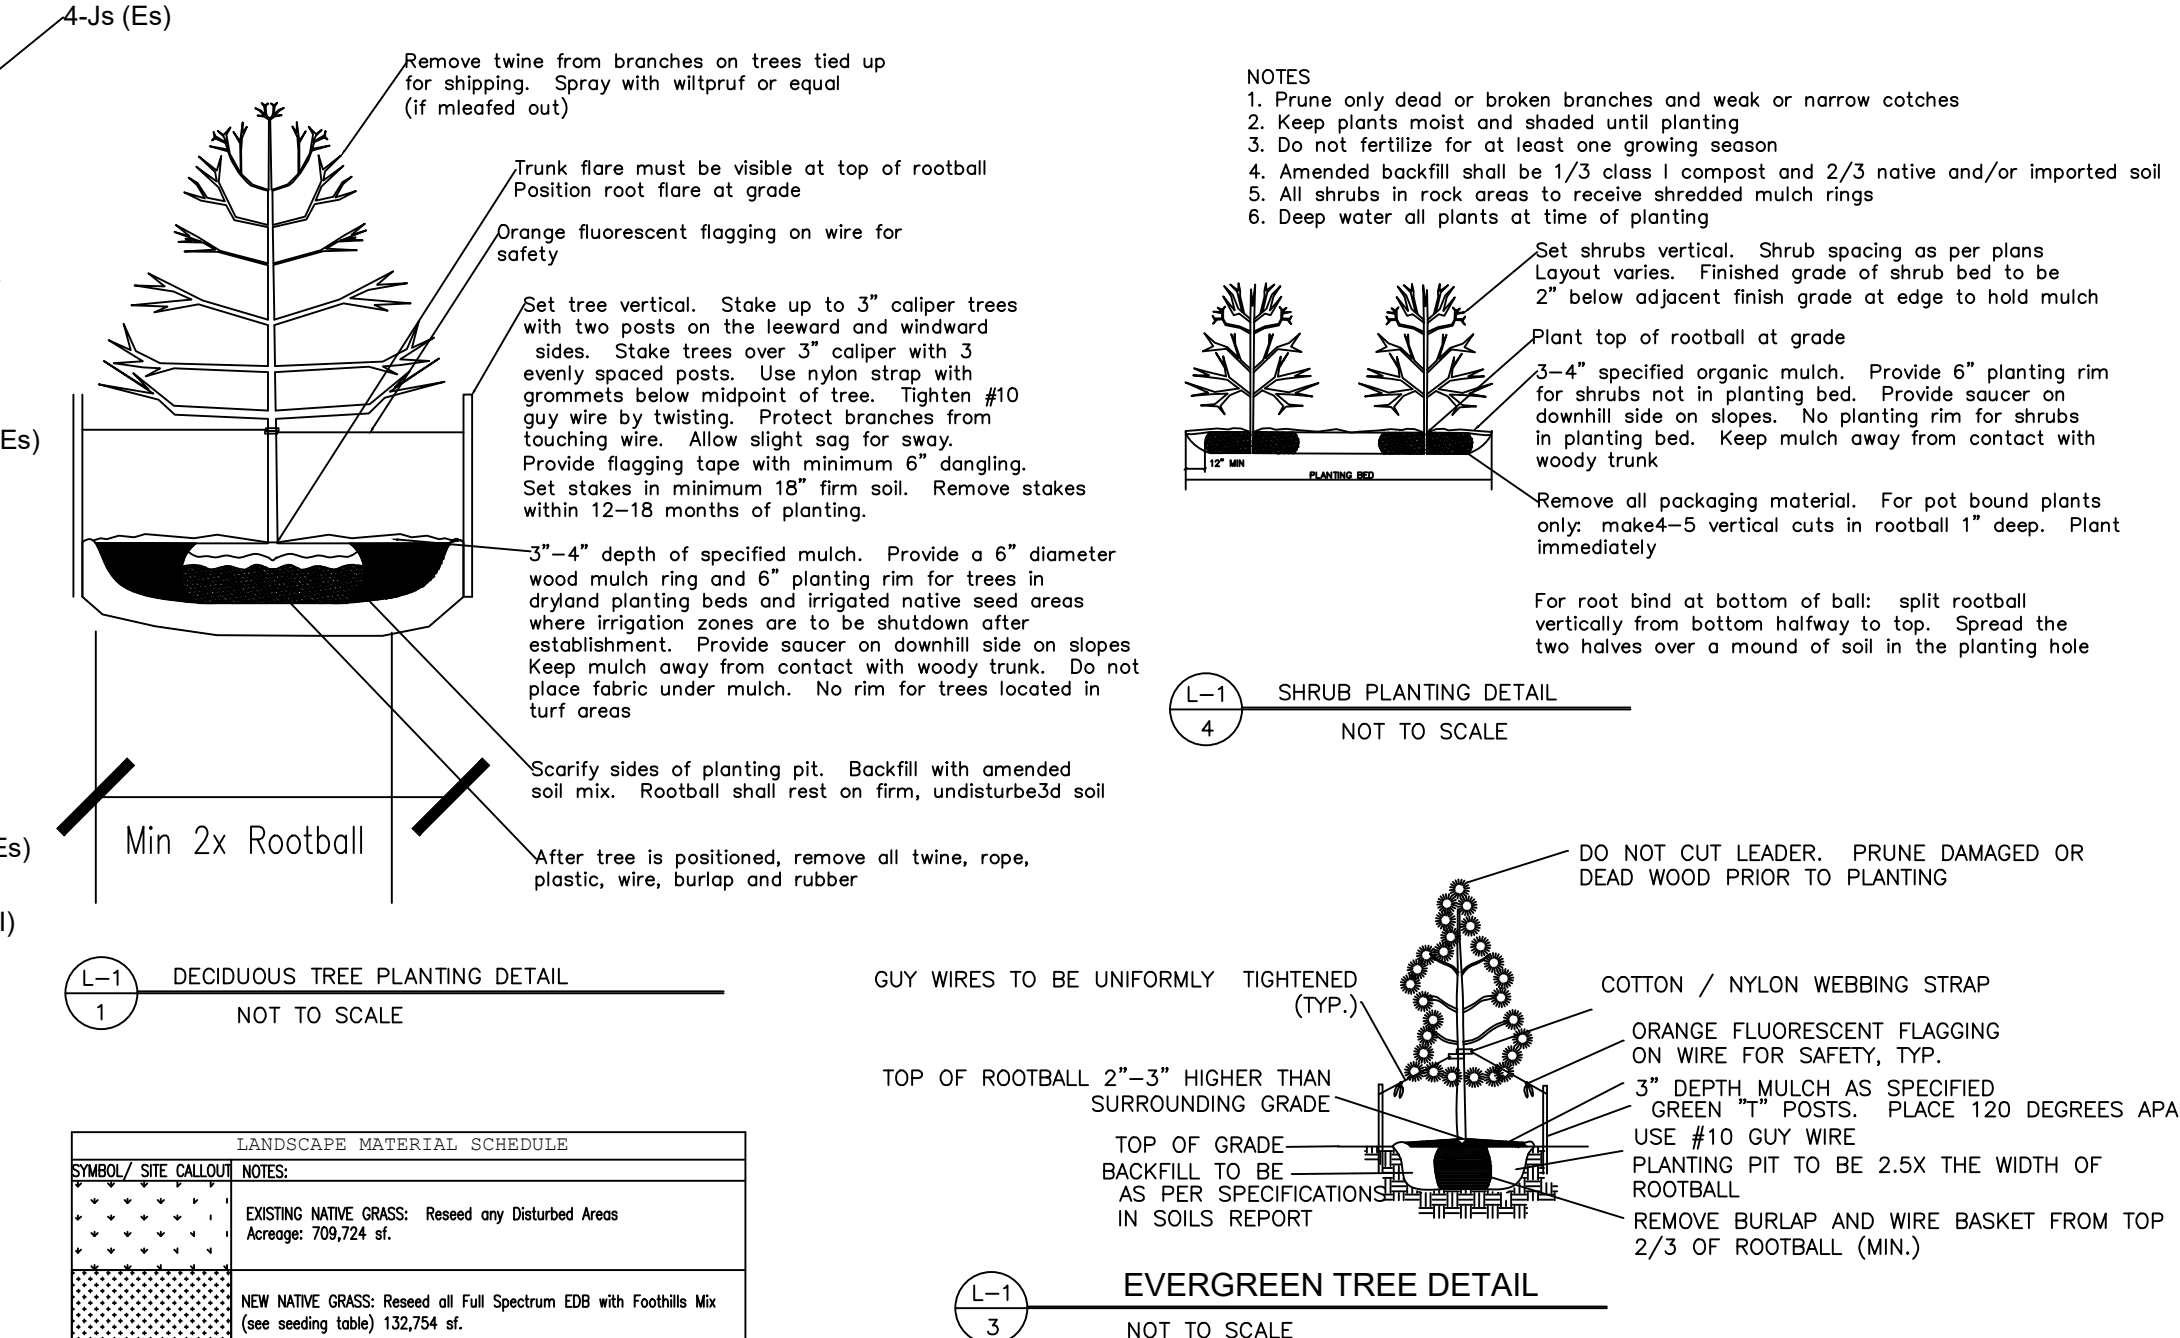 4-Js (Es)
Remove twine from branches on trees tied up
for shipping. Spray with wiltpruf or equal
(if mleafed out)
Trunk flare must be visible at top of rootball
Position root flare at grade
Orange fluorescent flagging on wire for
safety
Set tree vertical. Stake up to 3" caliper trees
with two posts on the leeward and windward
sides. Stake trees over 3" caliper with 3
evenly spaced posts. Use nylon strap with
grommets below midpoint of tree. Tighten #10
guy wire by twisting. Protect branches from
touching wire. Allow slight sag for sway.
Provide flagging tape with minimum 6" dangling.
Set stakes in minimum 18" firm soil. Remove stakes
within 12-18 months of planting.
3"-4" depth of specified mulch. Provide a 6" diameter
wood mulch ring and 6" planting rim for trees in
dryland planting beds and irrigated native seed areas
where irrigation zones are to be shutdown after
establishment. Provide saucer on downhill side on slopes
Keep mulch away from contact with woody trunk. Do not
place fabric under mulch. No rim for trees located in
turf areas
Scarify sides of planting pit. Backfill with amended
soil mix. Rootball shall rest on firm, undisturbe3d soil
After tree is positioned, remove all twine, rope,
plastic, wire, burlap and rubber
Min 2x Rootball
Es)
Es)
l)
L-1
1
DECIDUOUS TREE PLANTING DETAIL
NOT TO SCALE
NOTES
1. Prune only dead or broken branches and weak or narrow cotches
2. Keep plants moist and shaded until planting
3. Do not fertilize for at least one growing season
4. Amended backfill shall be 1/3 class I compost and 2/3 native and/or imported soil
5. All shrubs in rock areas to receive shredded mulch rings
6. Deep water all plants at time of planting
Set shrubs vertical. Shrub spacing as per plans
Layout varies. Finished grade of shrub bed to be
2" below adjacent finish grade at edge to hold mulch
Plant top of rootball at grade
3-4" specified organic mulch. Provide 6" planting rim
for shrubs not in planting bed. Provide saucer on
downhill side on slopes. No planting rim for shrubs
in planting bed. Keep mulch away from contact with
woody trunk
12" MIN
PLANTING BED
Remove all packaging material. For pot bound plants
only: make4-5 vertical cuts in rootball 1" deep. Plant
immediately
For root bind at bottom of ball: split rootball
vertically from bottom halfway to top. Spread the
two halves over a mound of soil in the planting hole
L-1
4
SHRUB PLANTING DETAIL
NOT TO SCALE
DO NOT CUT LEADER. PRUNE DAMAGED OR
DEAD WOOD PRIOR TO PLANTING
GUY WIRES TO BE UNIFORMLY TIGHTENED
(TYP.)
COTTON / NYLON WEBBING STRAP
ORANGE FLUORESCENT FLAGGING
ON WIRE FOR SAFETY, TYP.
TOP OF ROOTBALL 2"-3" HIGHER THAN
SURROUNDING GRADE
3" DEPTH MULCH AS SPECIFIED
GREEN "T" POSTS. PLACE 120 DEGREES APA
USE #10 GUY WIRE
TOP OF GRADE
BACKFILL TO BE
AS PER SPECIFICATIONS
IN SOILS REPORT
PLANTING PIT TO BE 2.5X THE WIDTH OF
ROOTBALL
REMOVE BURLAP AND WIRE BASKET FROM TOP
2/3 OF ROOTBALL (MIN.)
L-1
3
EVERGREEN TREE DETAIL
NOT TO SCALE
LANDSCAPE MATERIAL SCHEDULE
SYMBOL/ SITE CALLOUT NOTES:
EXISTING NATIVE GRASS: Reseed any Disturbed Areas
Acreage: 709,724 sf.
NEW NATIVE GRASS: Reseed all Full Spectrum EDB with Foothills Mix
(see seeding table) 132,754 sf.